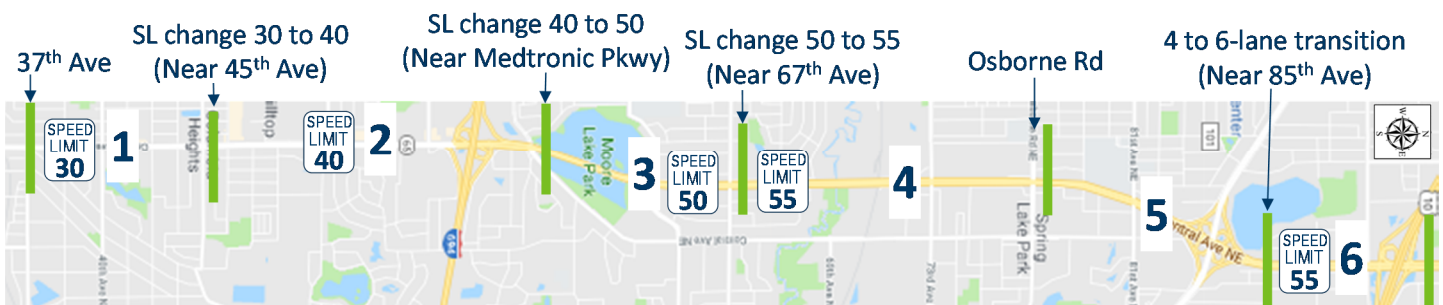 37th Ave
SL change 30 to 40
(Near 45th Ave)
SL change 40 to 50
(Near Medtronic Pkwy)
SL change 50 to 55
(Near 67th Ave)
Osborne Rd
4 to 6-lane transition
(Near 85th Ave)
SPEED
LIMIT
30
1
Heights
SPEED
LIMIT
40
2
65
694
Moore
Lake Park
3
SPEED
LIMIT
50
SPEED
LIMIT
55
4
Central Ave NE
73rd Ave
Spring
Lake Park
81st Ave NE
5
101
SPEED
LIMIT
55
6
10
N
E
S
W